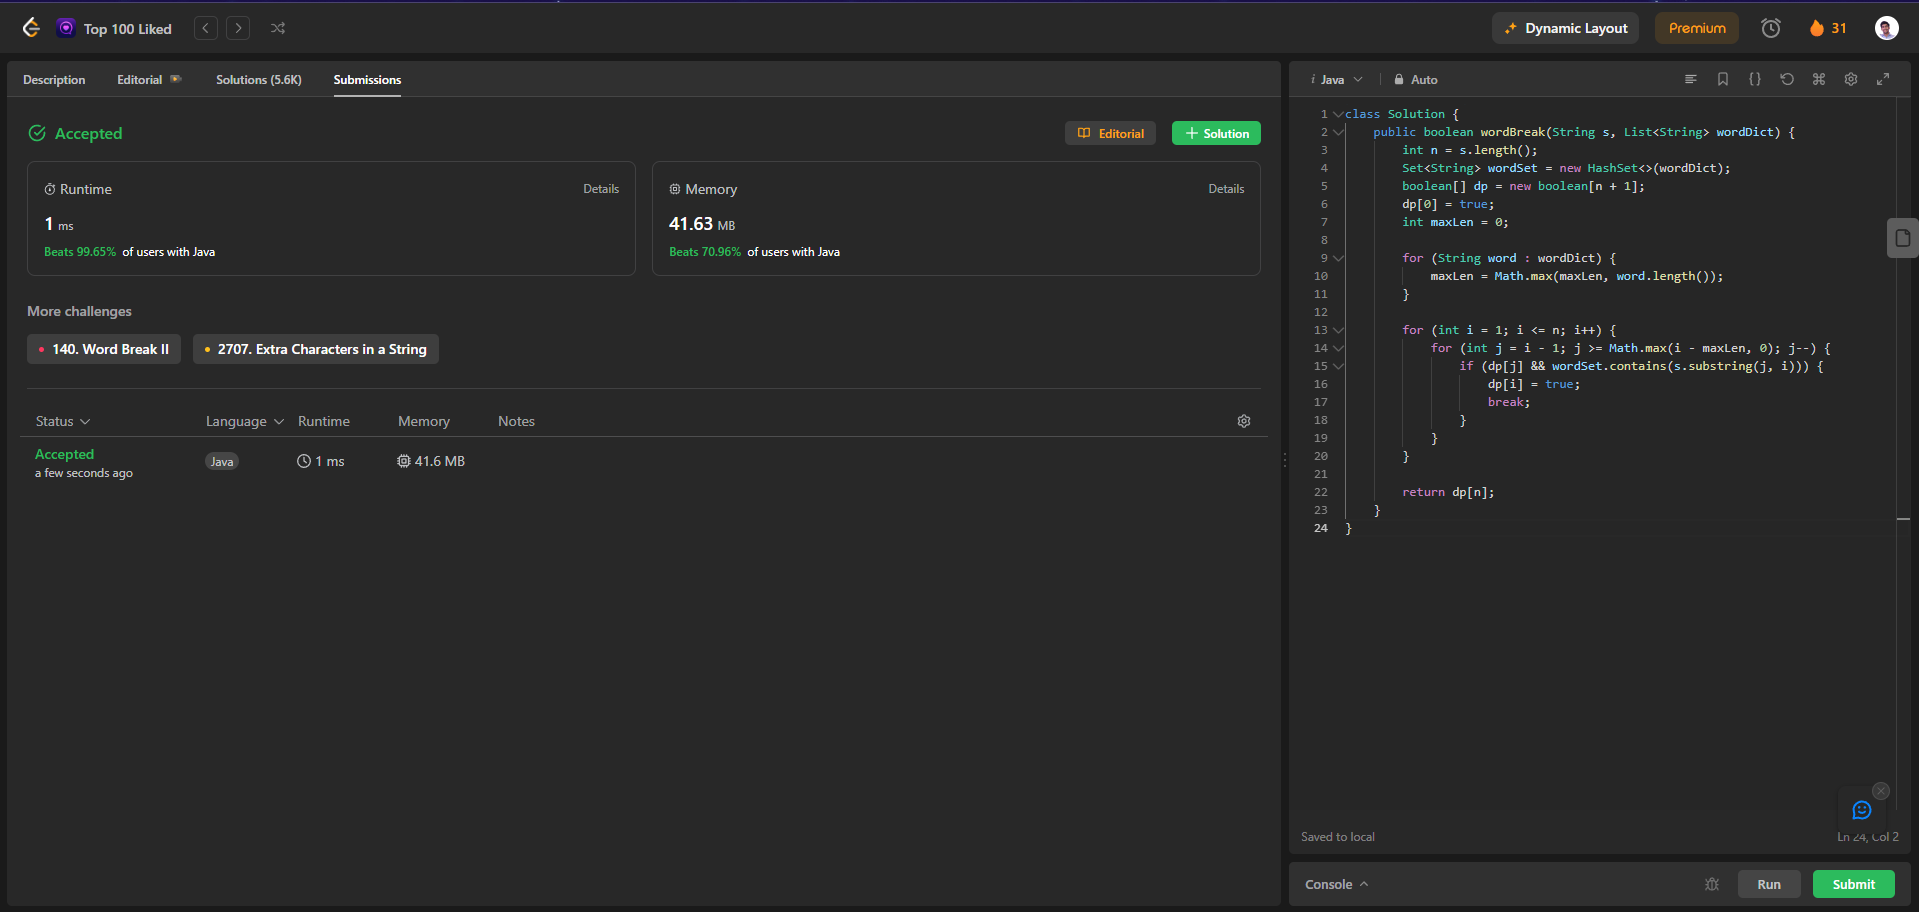 Top 100 Liked
Dynamic Layout
Premium
31
Description
Editorial
Solutions (5.6K)
Submissions
Accepted
Editorial
Solution
Runtime
Details
1 ms
Beats 99.65% of users with Java
Memory
Details
41.63 MB
Beats 70.96% of users with Java
More challenges
140. Word Break II
2707. Extra Characters in a String
Status
Language
Runtime
Memory
Notes
Accepted
a few seconds ago
Java
1 ms
41.6 MB
i Java
Auto
1 class Solution {
2 public boolean wordBreak(String s, List<String> wordDict) {
3 int n = s.length();
4 Set<String> wordSet = new HashSet<>(wordDict);
5 boolean[] dp = new boolean[n + 1];
6 dp[0] = true;
7 int maxLen = 0;
8
9 for (String word : wordDict) {
10 maxLen = Math.max(maxLen, word.length());
11 }
12
13 for (int i = 1; i <= n; i++) {
14 for (int j = i - 1; j >= Math.max(i - maxLen, 0); j--) {
15 if (dp[j] && wordSet.contains(s.substring(j, i))) {
16 dp[i] = true;
17 break;
18 }
19 }
20 }
21
22 return dp[n];
23 }
24 }
Saved to local
Ln 24, Col 2
Console
Run
Submit